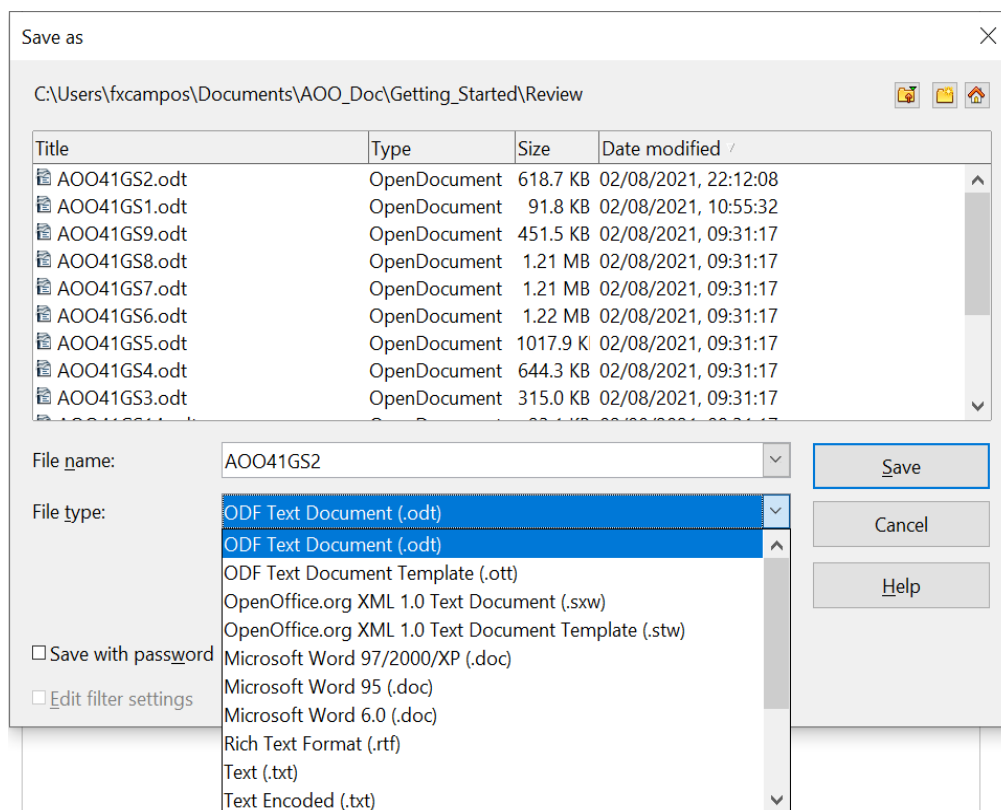 Save as
C:\Users\fxcampos\Documents\AOO_Doc\Getting_Started\Review
Title Type Size Date modified
AOO41GS2.odt OpenDocument 618.7 KB 02/08/2021, 22:12:08
AOO41GS1.odt OpenDocument 91.8 KB 02/08/2021, 10:55:32
AOO41GS9.odt OpenDocument 451.5 KB 02/08/2021, 09:31:17
AOO41GS8.odt OpenDocument 1.21 MB 02/08/2021, 09:31:17
AOO41GS7.odt OpenDocument 1.21 MB 02/08/2021, 09:31:17
AOO41GS6.odt OpenDocument 1.22 MB 02/08/2021, 09:31:17
AOO41GS5.odt OpenDocument 1017.9 K 02/08/2021, 09:31:17
AOO41GS4.odt OpenDocument 644.3 KB 02/08/2021, 09:31:17
AOO41GS3.odt OpenDocument 315.0 KB 02/08/2021, 09:31:17
File name: AOO41GS2 Save
File type: ODF Text Document (.odt) Cancel
ODF Text Document (.odt)
ODF Text Document Template (.ott) Help
OpenOffice.org XML 1.0 Text Document (.sxw)
OpenOffice.org XML 1.0 Text Document Template (.stw)
Save with password Microsoft Word 97/2000/XP (.doc)
Microsoft Word 95 (.doc)
Edit filter settings
Microsoft Word 6.0 (.doc)
Rich Text Format (.rtf)
Text (.txt)
Text Encoded (.txt)